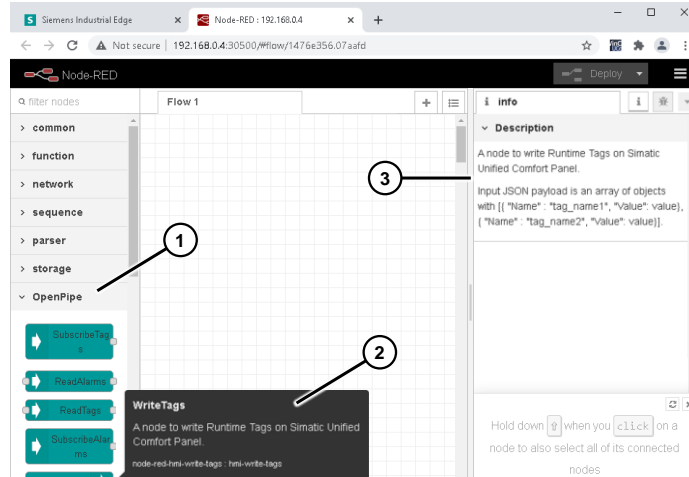 Siemens Industrial Edge
Node-RED : 192.168.0.4
Not secure | 192.168.0.4:30500/#flow/1476e356.07aafd
Node-RED
Deploy
filter nodes
Flow 1
info
common
function
network
sequence
parser
storage
OpenPipe
SubscribeTag
s
ReadAlarms
ReadTags
SubscribeAlar
ms
1
2
3
WriteTags
A node to write Runtime Tags on Simatic Unified
Comfort Panel.
node-red-hmi-write-tags : hmi-write-tags
Description
A node to write Runtime Tags on Simatic
Unified Comfort Panel.
Input JSON payload is an array of objects
with [{ "Name" : "tag_name1", "Value": value},
{ "Name" : "tag_name2", "Value": value}].
Hold down ⇧ when you click on a
node to also select all of its connected
nodes